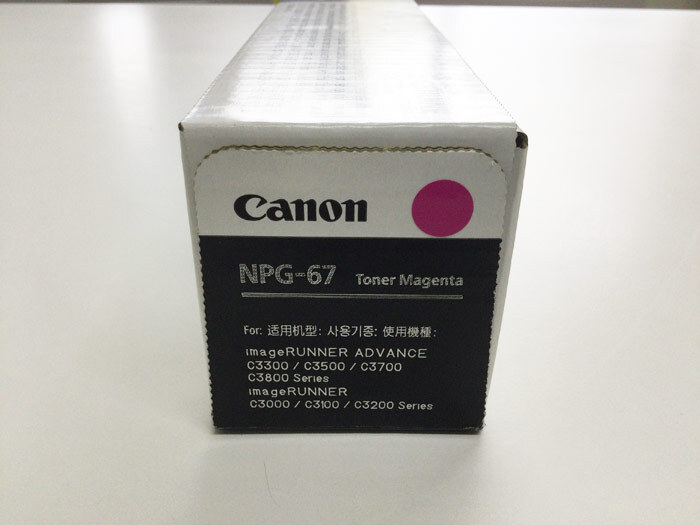 Canon
NPG-67 Toner Magenta
For: 适用机型: 사용기종: 使用機種:
imageRUNNER ADVANCE
C3300 / C3500 / C3700
C3800 Series
imageRUNNER
C3000 / C3100 / C3200 Series